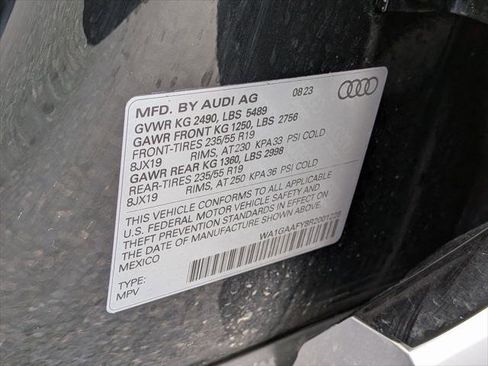 MFD. BY AUDI AG 08 23
GVWR KG 2490, LBS 5489
GAWR FRONT KG 1250, LBS 2756
FRONT-TIRES 235/55 R19
8JX19 RIMS, AT 230 KPA 33 PSI COLD
GAWR REAR KG 1360, LBS 2998
REAR-TIRES 235/55 R19
8JX19 RIMS, AT 250 KPA 36 PSI COLD
THIS VEHICLE CONFORMS TO ALL APPLICABLE
U.S. FEDERAL MOTOR VEHICLE SAFETY AND
THEFT PREVENTION STANDARDS IN EFFECT ON
THE DATE OF MANUFACTURE SHOWN ABOVE.
MEXICO
TYPE:
MPV